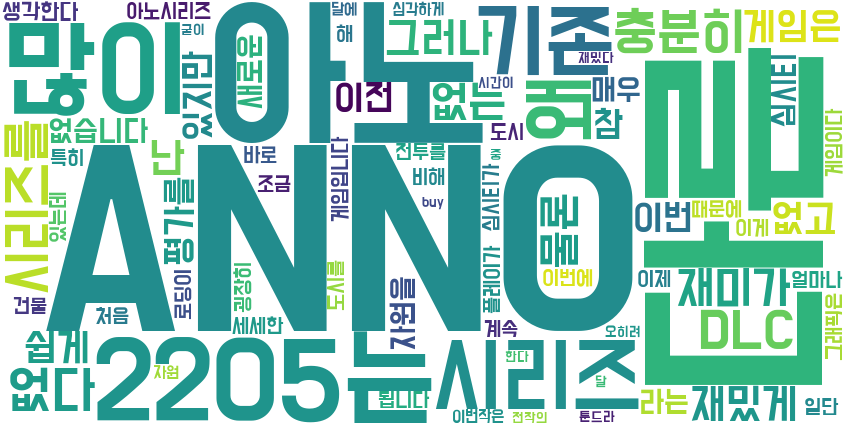 생각한다 굳이 아노시리즈 달에 심각하게
많이 아노 해 그러나 기존 재밌다 충분히 게임은
새로운 있지만 이전 없는 시간이 왜 매우 심시티
시리즈를 없습니다 도시 참 는
특히 난 바로 전투를 중 게임이다
있는데 평가를 조금 게임입니다 비해 buy 심시티가
ANNO 물론 이번 때문에 이게 없고
건물 처음 로딩이 굉장히 도시를 자원을 플레이가 이번에 이제 재미가 얼마나
세세한 계속 오히려 DLC 그래픽은
쉽게 2205 는 시리즈 한다
없다 자원 봅니다 달 라는 재밌게 일단
이번작은 전작의 툰드라